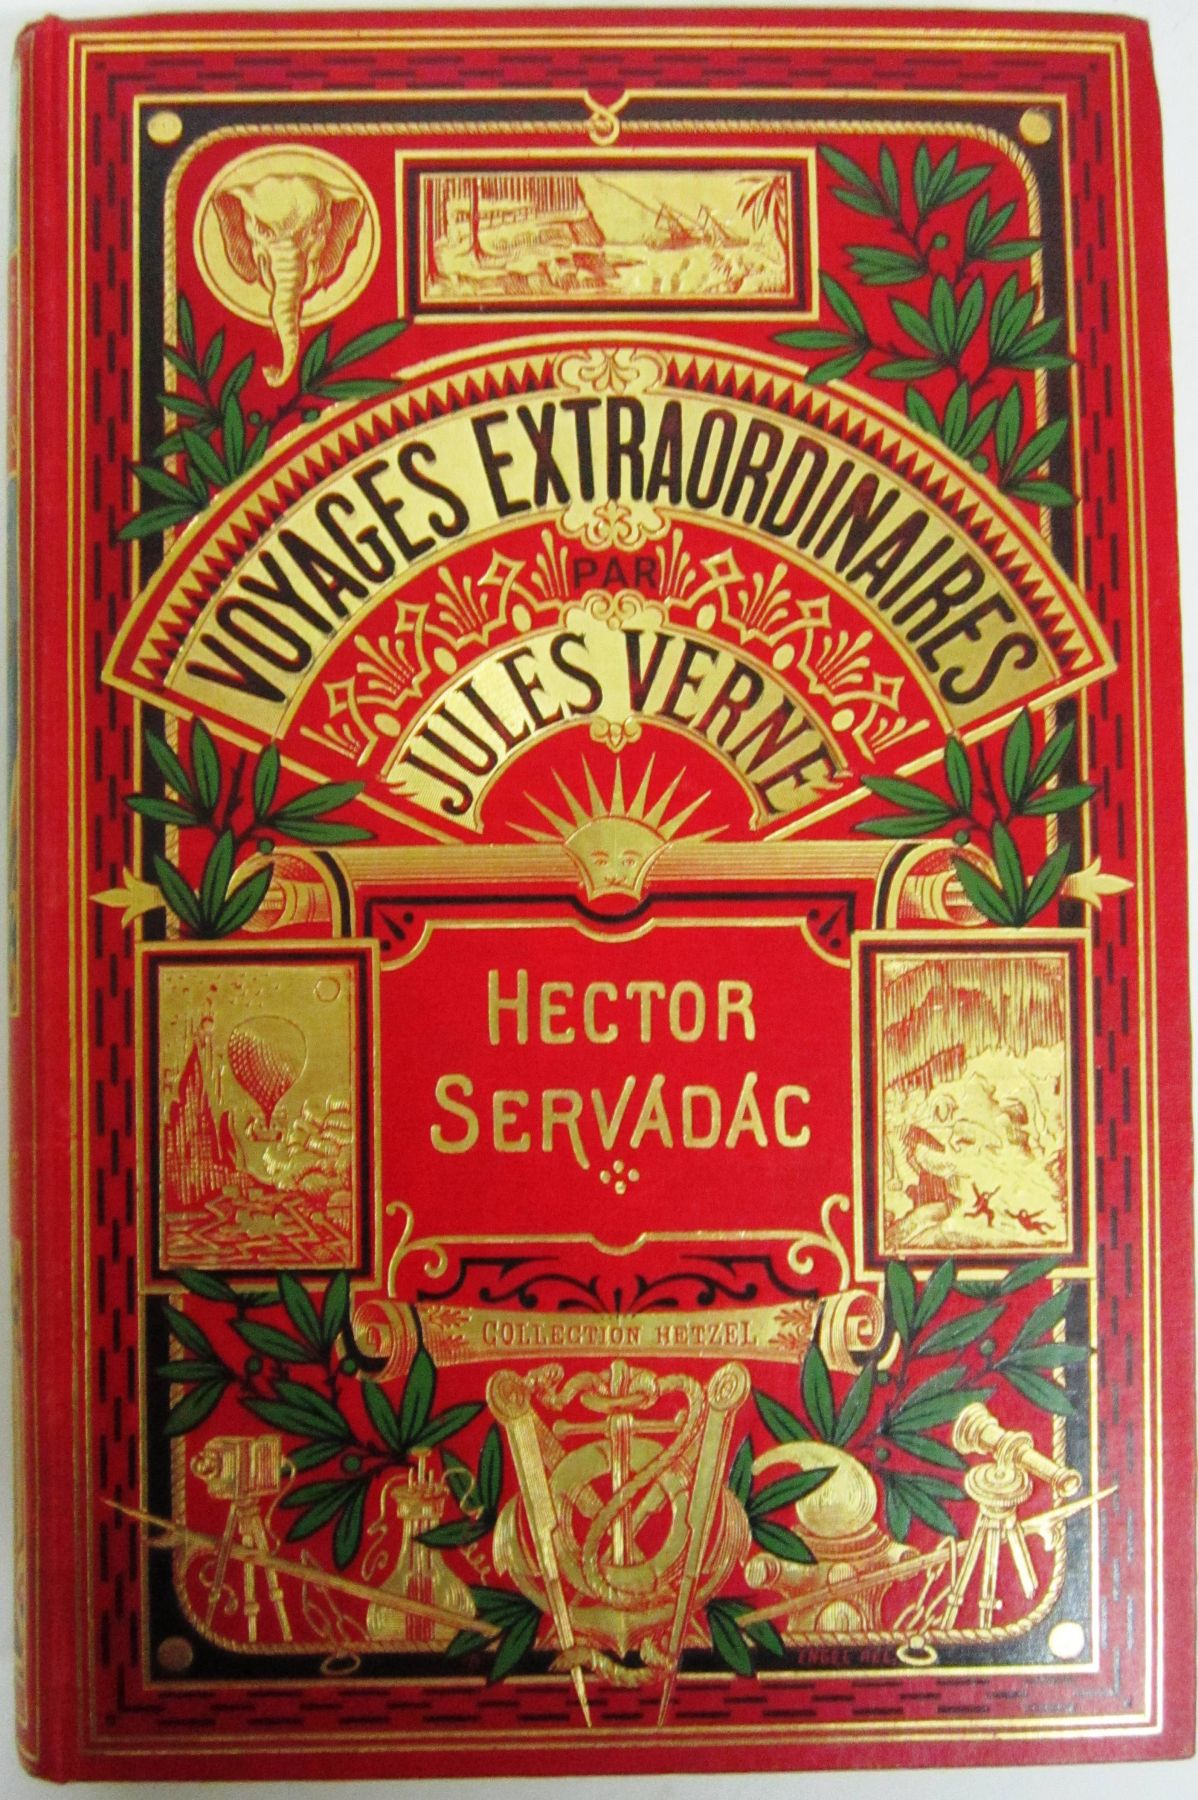 VOYAGES EXTRAORDINAIRES
PAR
JULES VERNE
HECTOR
SERVADAC
COLLECTION HETZEL
ENGEL REL.